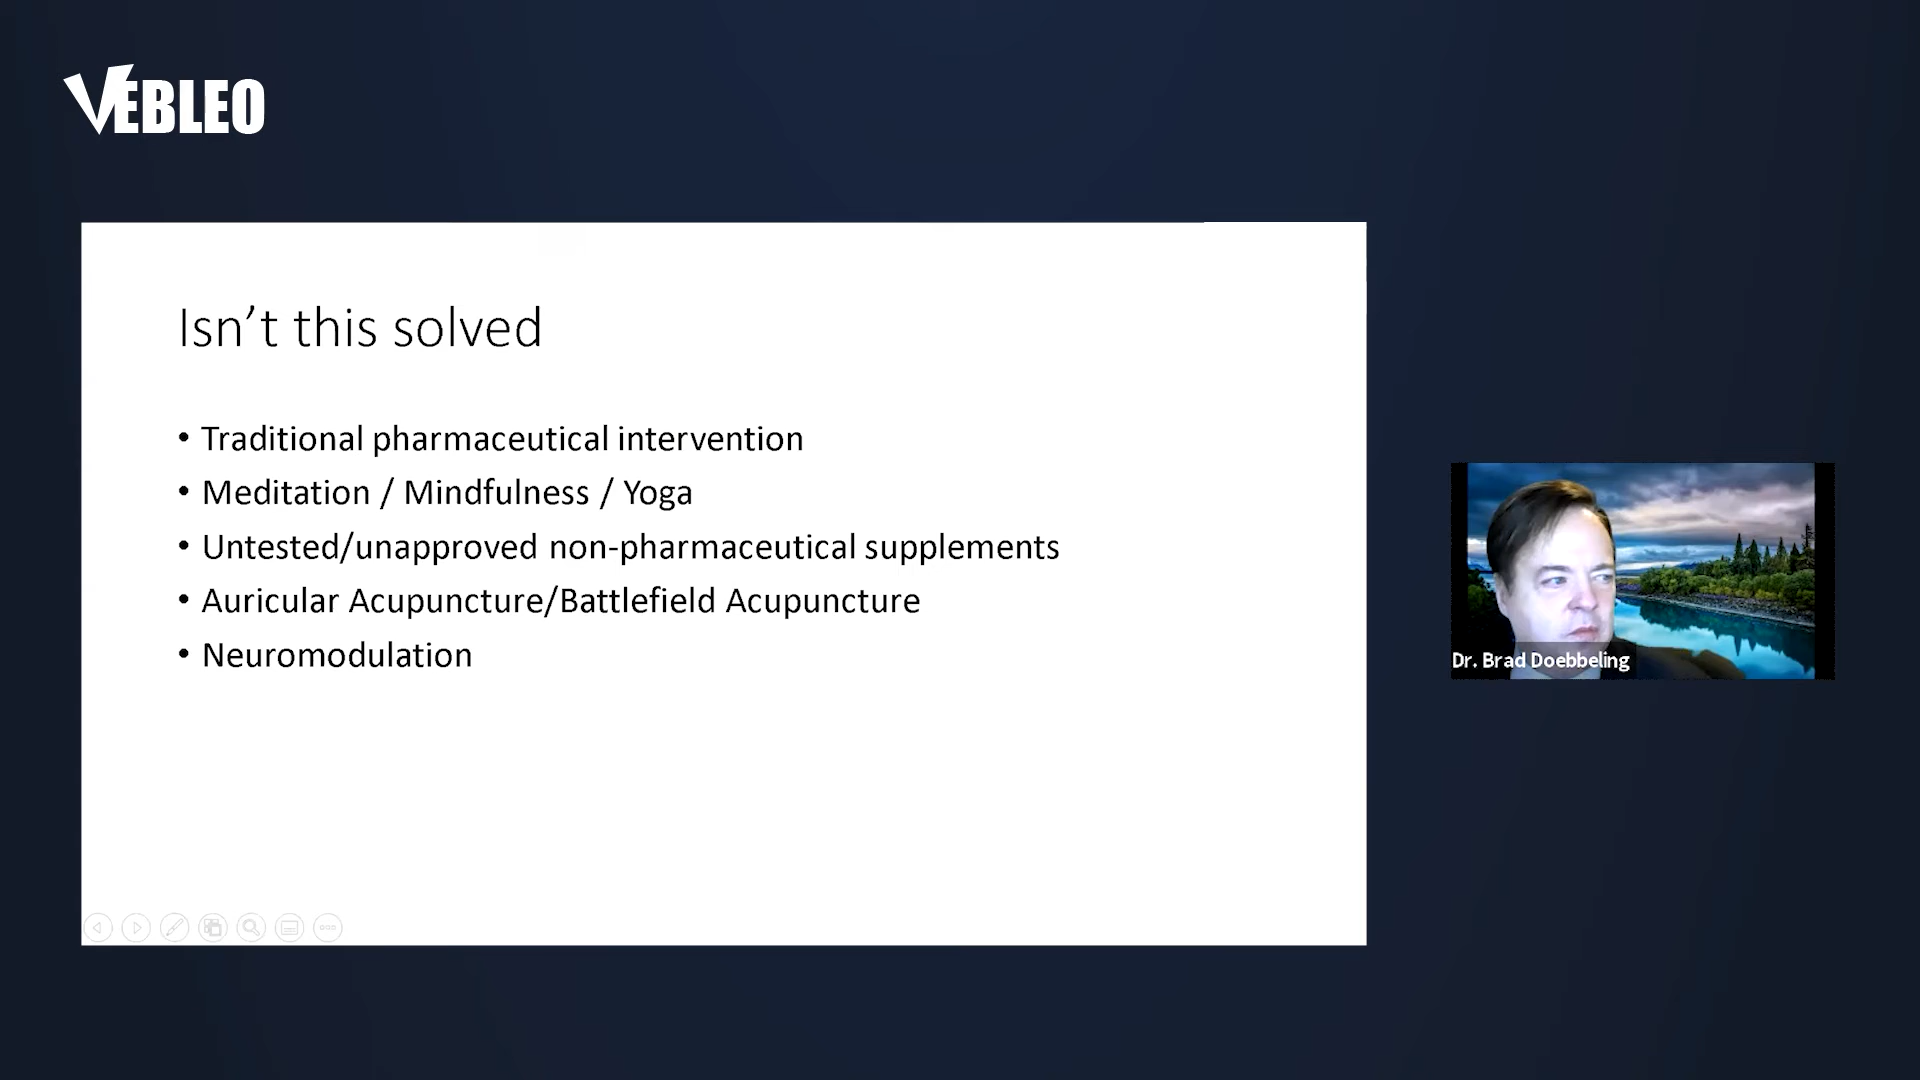 VEBLEO
Isn’t this solved
• Traditional pharmaceutical intervention
• Meditation / Mindfulness / Yoga
• Untested/unapproved non-pharmaceutical supplements
• Auricular Acupuncture/Battlefield Acupuncture
• Neuromodulation
Dr. Brad Doebbeling